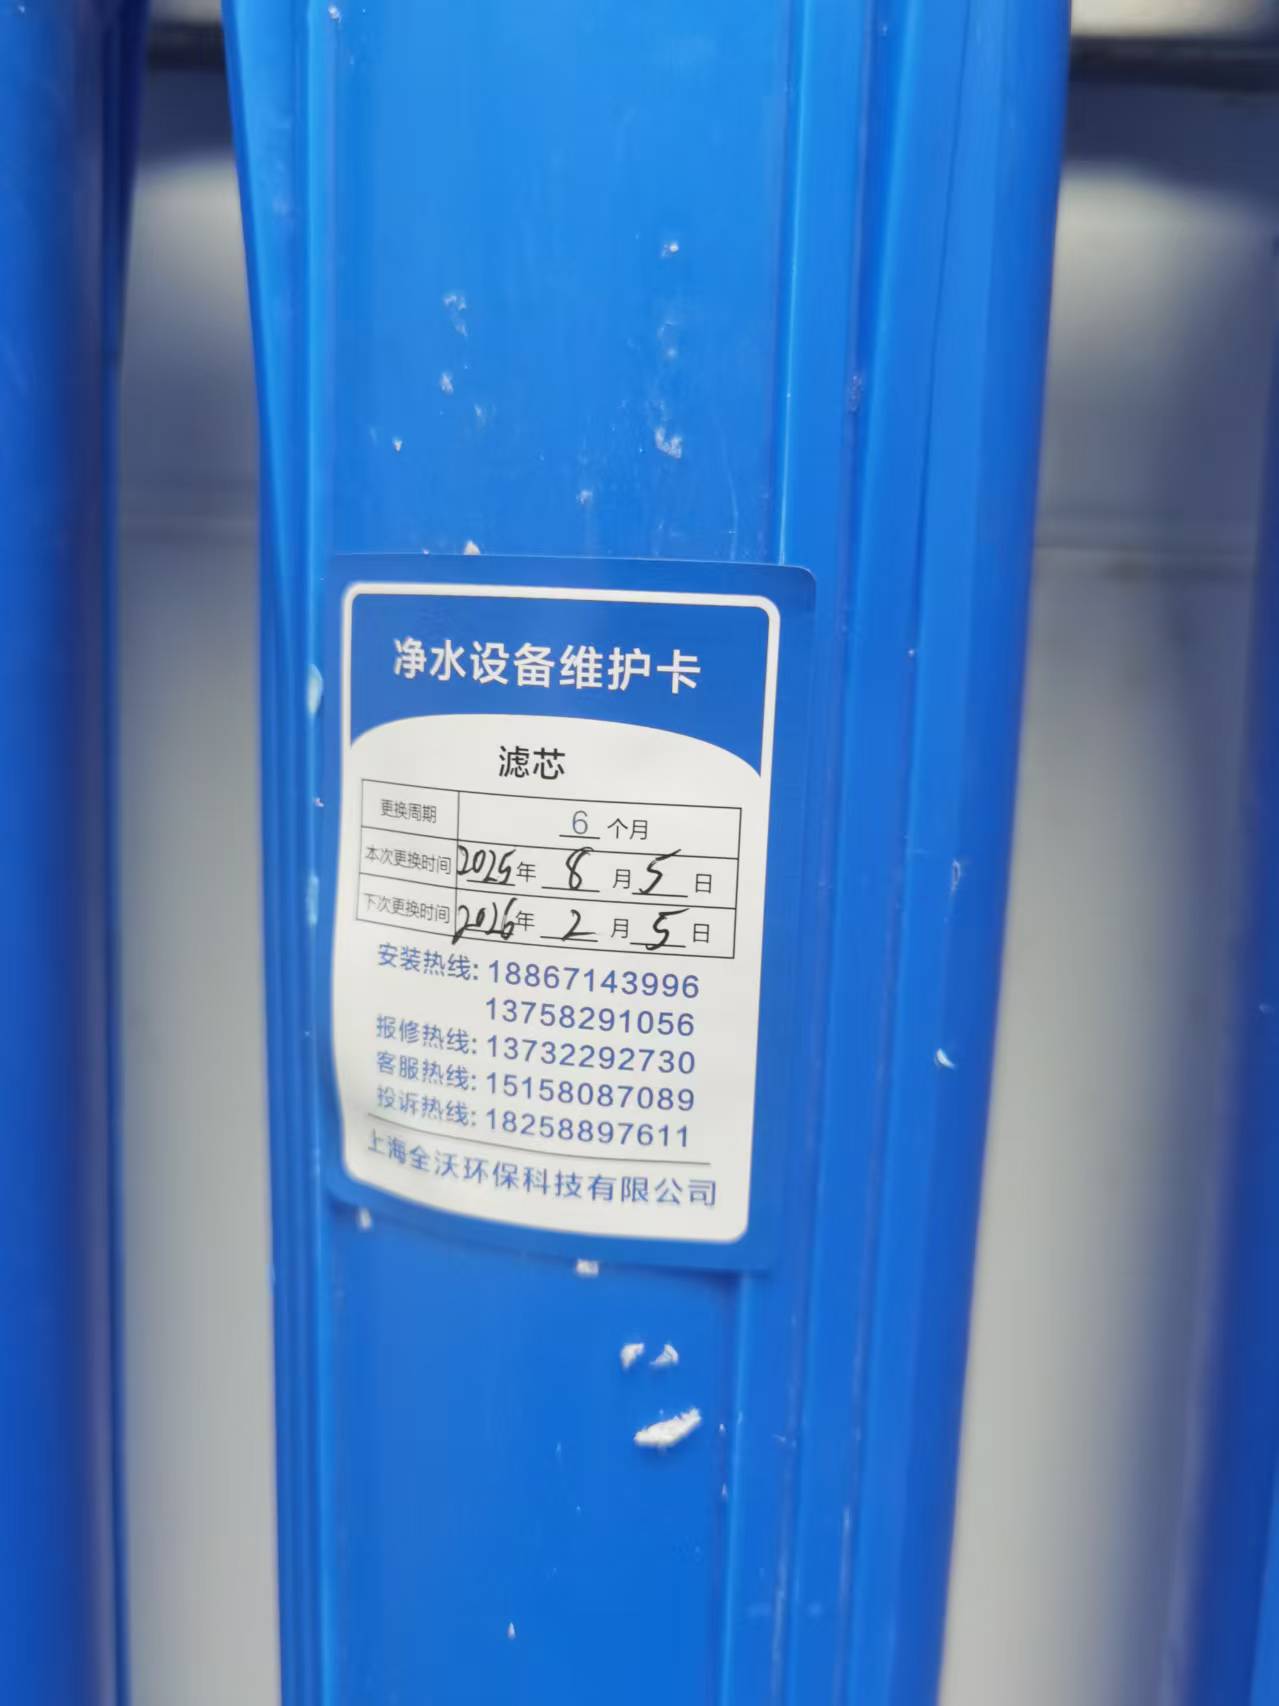 净水设备维护卡
滤芯
更换周期 6 个月
本次更换时间 2025年 8 月 5 日
下次更换时间 2026年 2 月 5 日
安装热线: 18867143996
13758291056
报修热线: 13732292730
客服热线: 15158087089
投诉热线: 18258897611
上海全沃环保科技有限公司